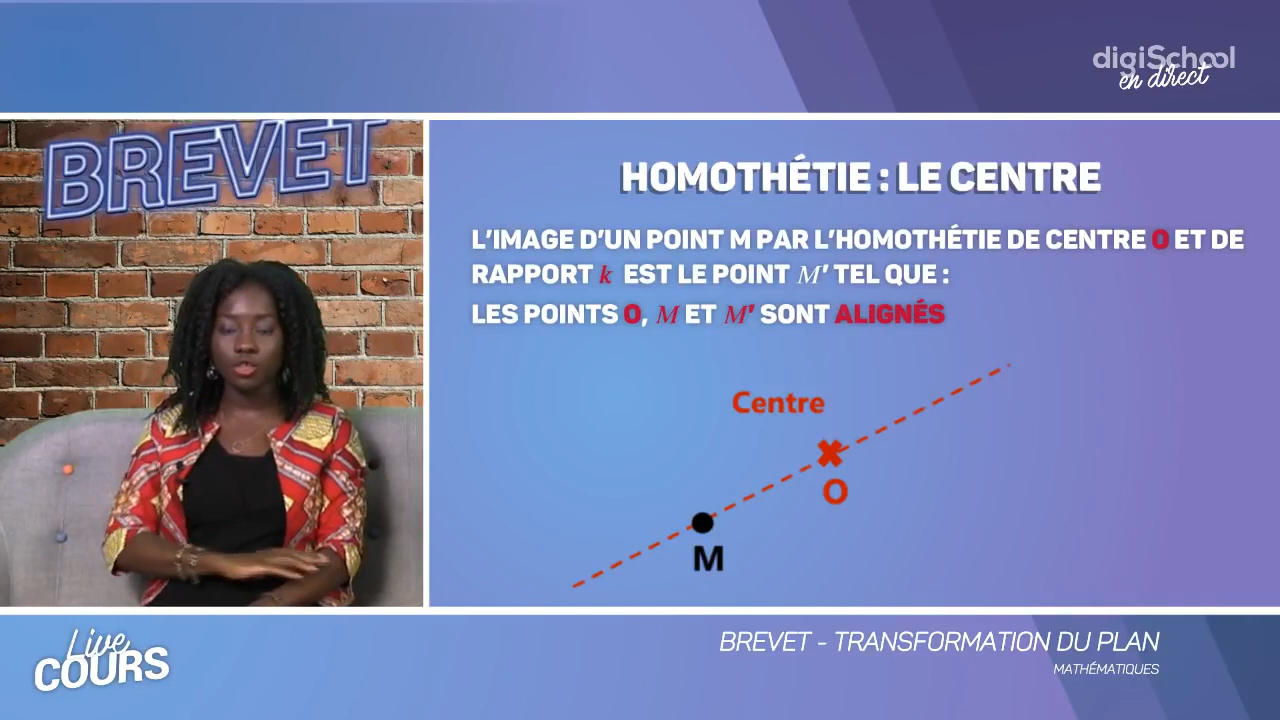 digiSchool
en direct
BREVET
HOMOTHÉTIE : LE CENTRE
L'IMAGE D'UN POINT M PAR L'HOMOTHÉTIE DE CENTRE O ET DE
RAPPORT k EST LE POINT M' TEL QUE :
LES POINTS O, M ET M' SONT ALIGNÉS
Centre
O
M
Live
COURS
BREVET - TRANSFORMATION DU PLAN
MATHÉMATIQUES